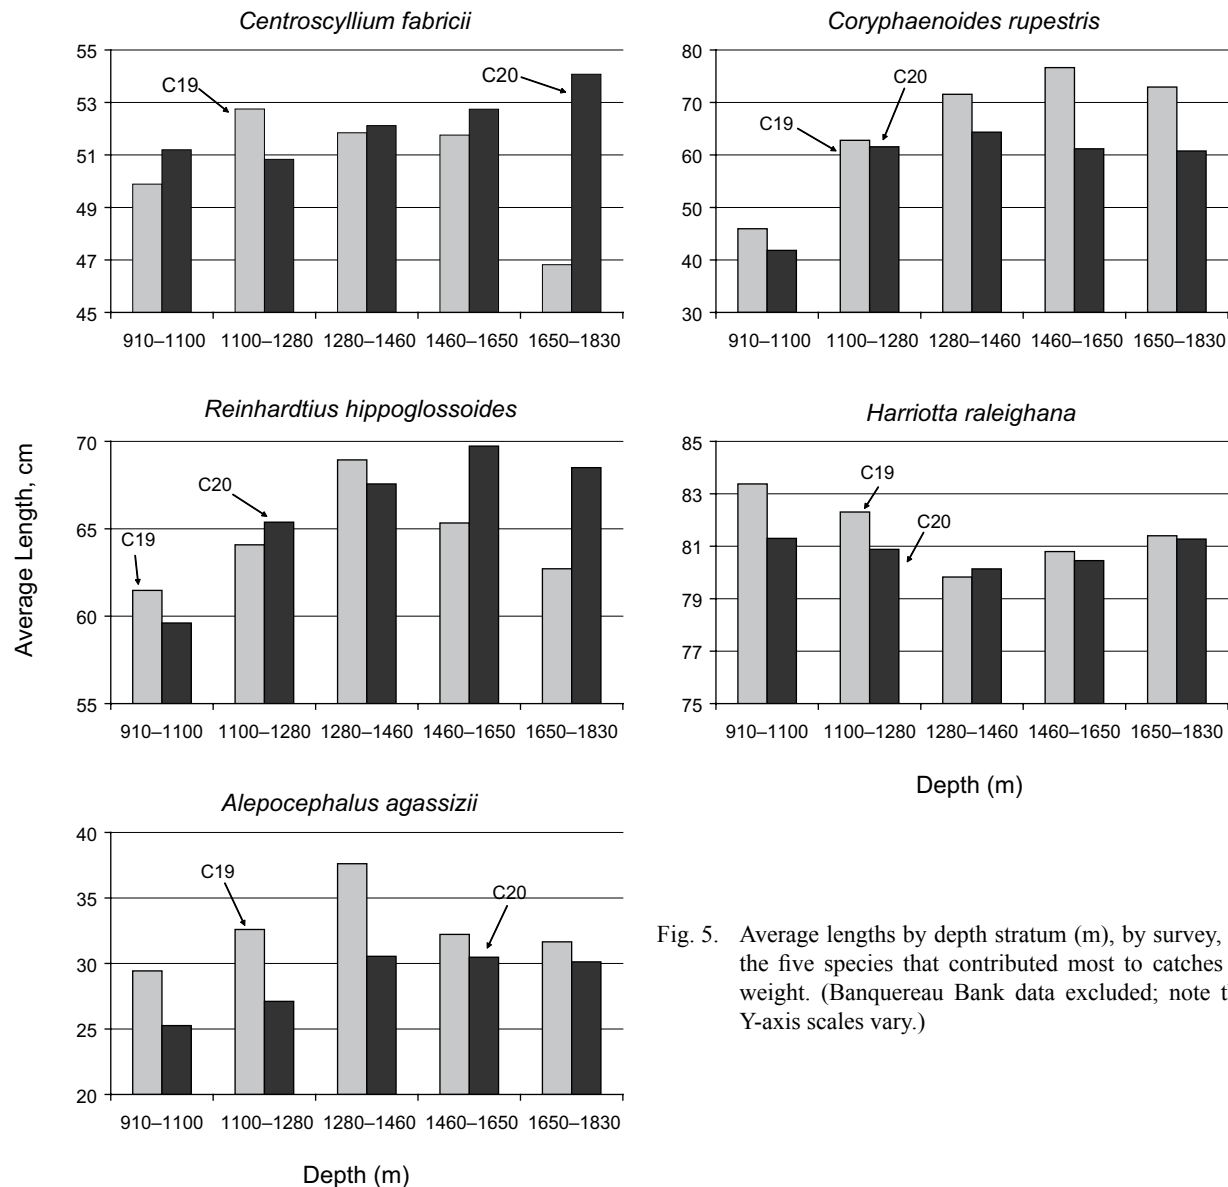 Centroscyllium fabricii
55
53
51
49
47
45
C19
C20
910–1100 1100–1280 1280–1460 1460–1650 1650–1830
Coryphaenoides rupestris
80
70
60
50
40
30
C19
C20
910–1100 1100–1280 1280–1460 1460–1650 1650–1830
Average Length, cm
Reinhardtius hippoglossoides
70
65
60
55
C19
C20
910–1100 1100–1280 1280–1460 1460–1650 1650–1830
Harriotta raleighana
85
83
81
79
77
75
C19
C20
910–1100 1100–1280 1280–1460 1460–1650 1650–1830
Depth (m)
Alepocephalus agassizii
40
35
30
25
20
C19
C20
910–1100 1100–1280 1280–1460 1460–1650 1650–1830
Depth (m)
Fig. 5. Average lengths by depth stratum (m), by survey,
the five species that contributed most to catches
weight. (Banquereau Bank data excluded; note t
Y-axis scales vary.)